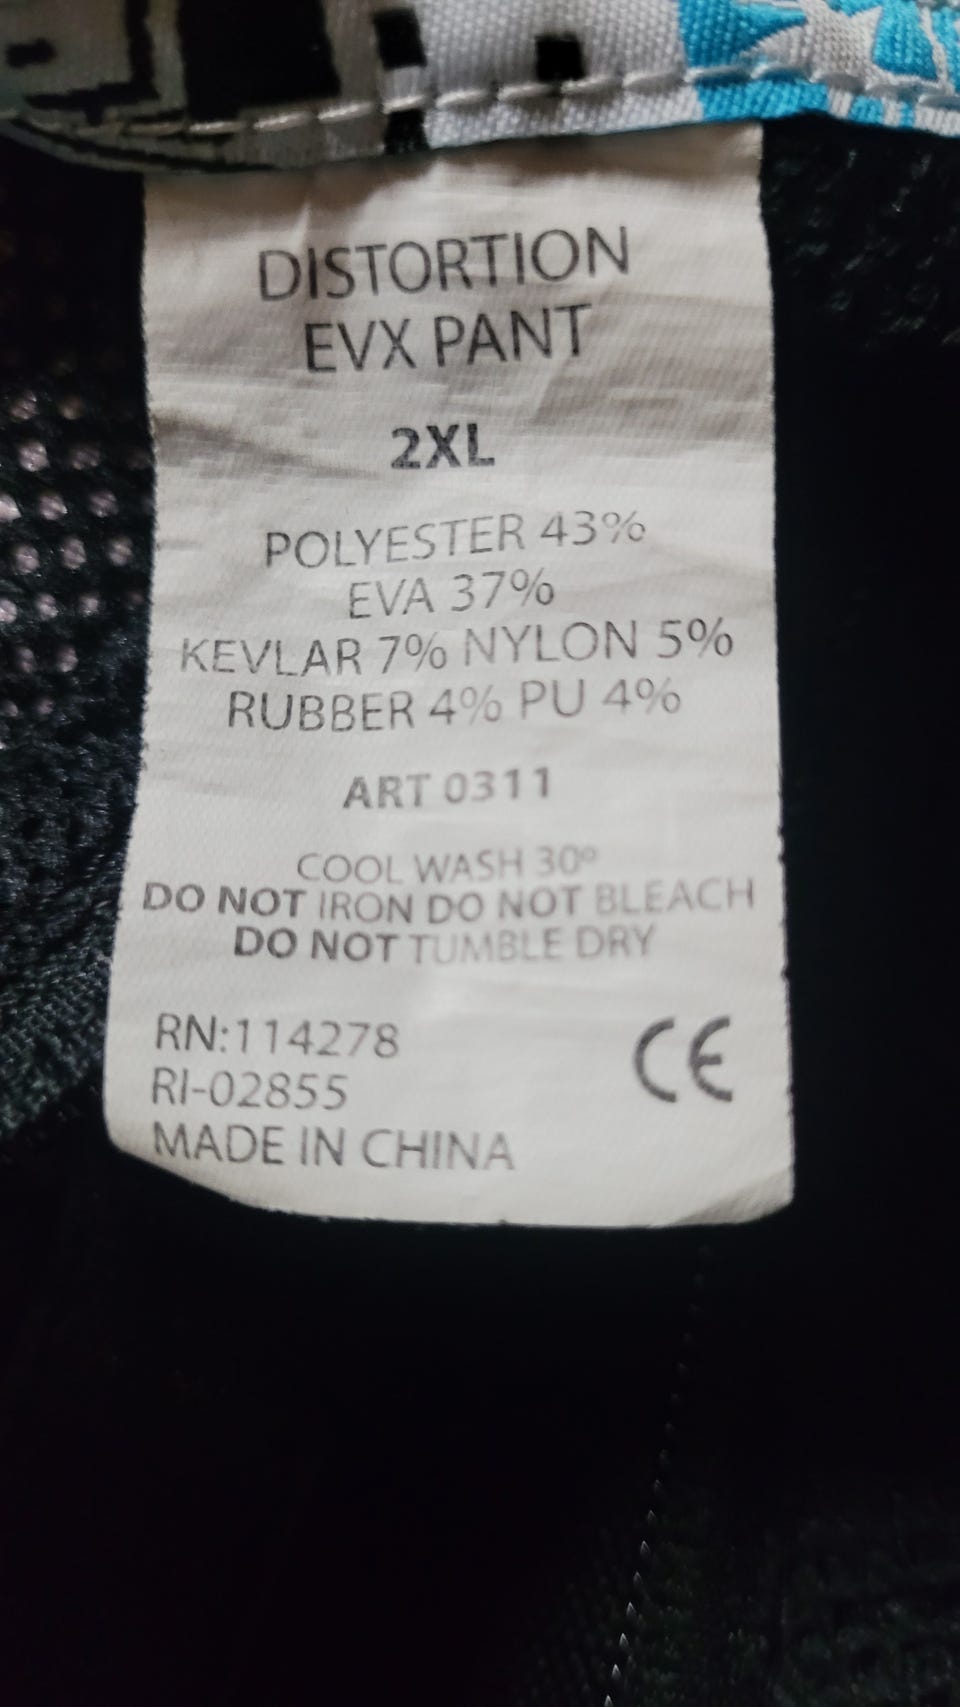 DISTORTION
EVX PANT
2XL
POLYESTER 43%
EVA 37%
KEVLAR 7% NYLON 5%
RUBBER 4% PU 4%
ART 0311
COOL WASH 30º
DO NOT IRON DO NOT BLEACH
DO NOT TUMBLE DRY
RN:114278
RI-02855
MADE IN CHINA
CE